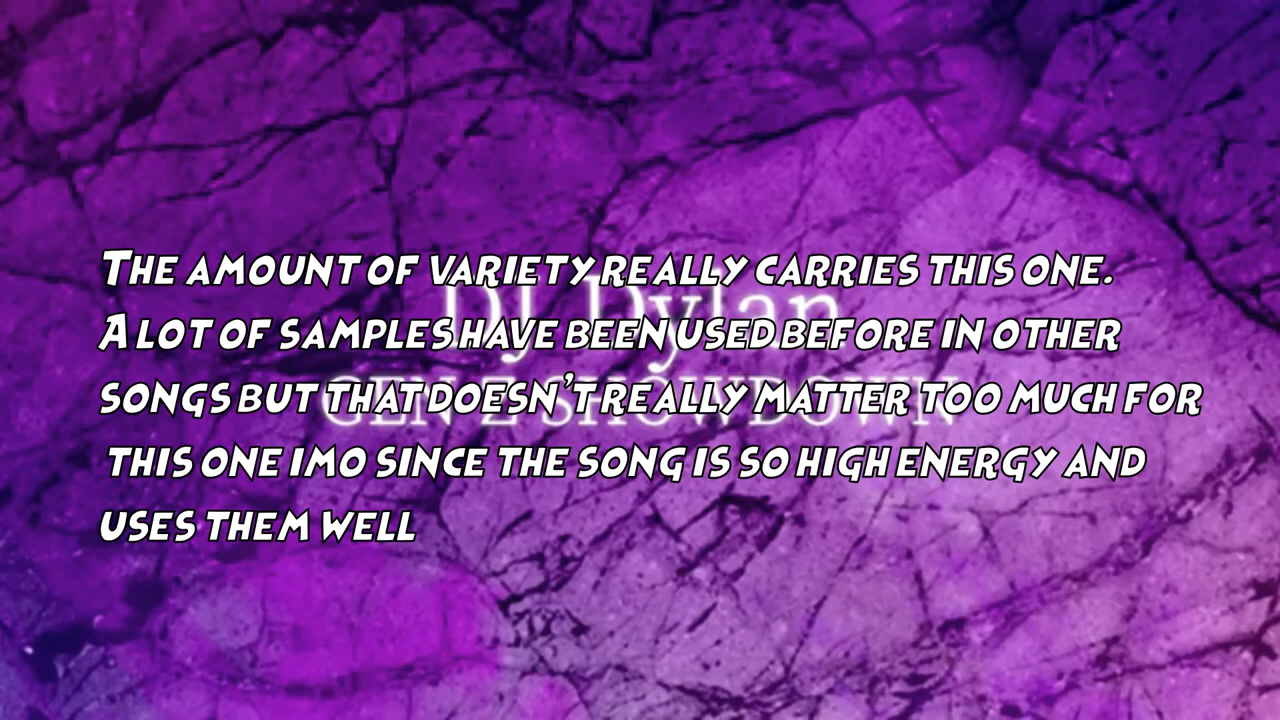 The amount of variety really carries this one.
A lot of samples have been used before in other
songs but that doesn't really matter too much for
this one imo since the song is so high energy and
uses them well
DJ Dylan
GEN Z SHOWDOWN